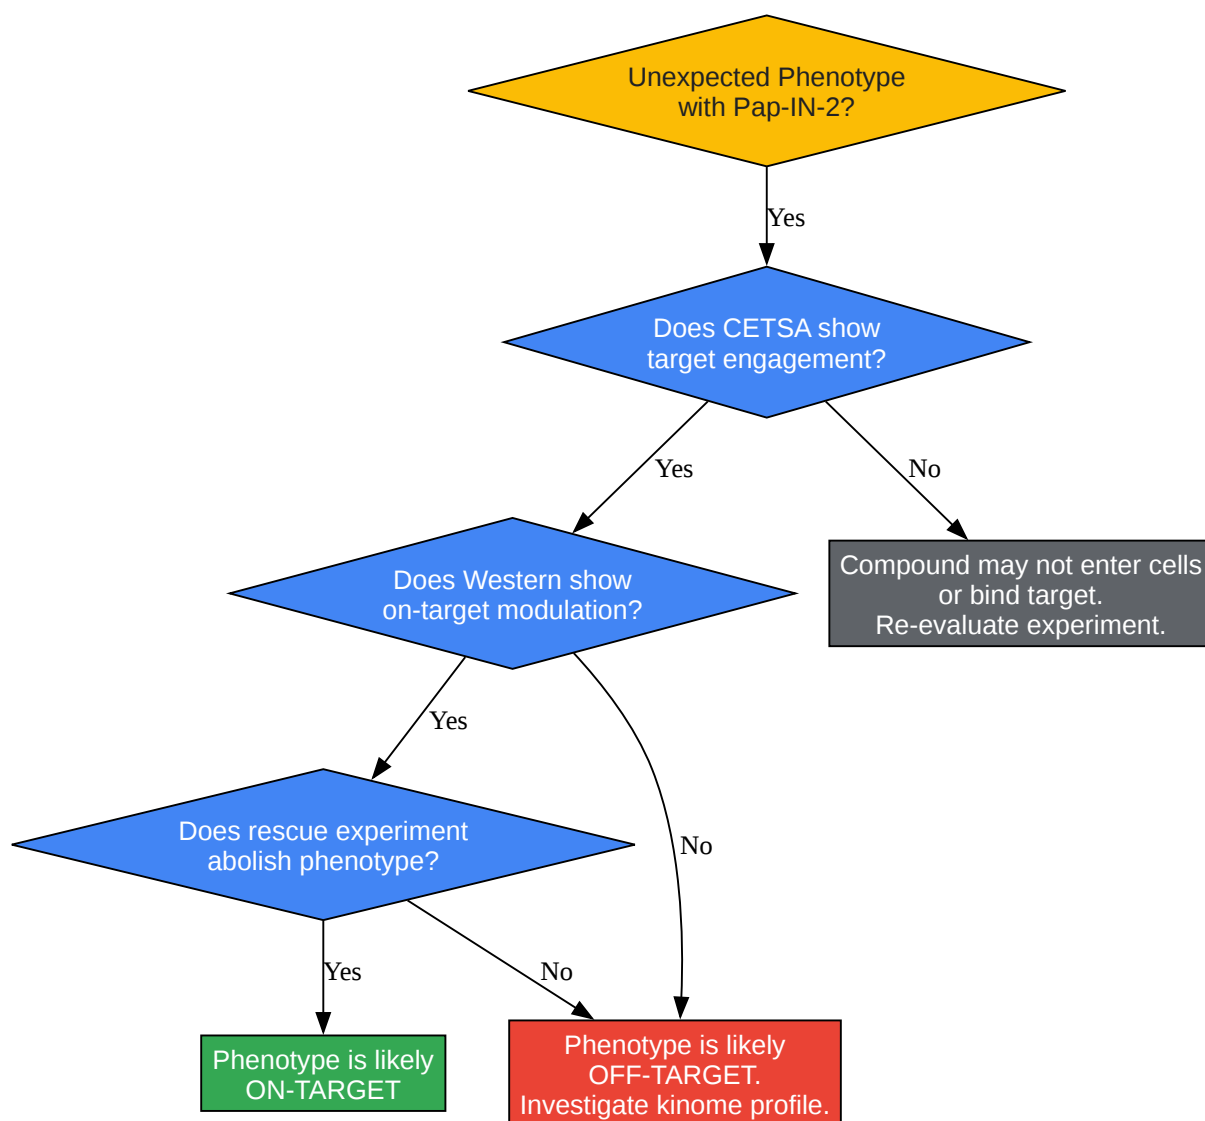 Unexpected Phenotype
with Pap-IN-2?
Yes
Does CETSA show
target engagement?
Yes
No
Does Western show
on-target modulation?
Compound may not enter cells
or bind target.
Re-evaluate experiment.
Yes
No
Does rescue experiment
abolish phenotype?
Yes
No
Phenotype is likely
ON-TARGET
Phenotype is likely
OFF-TARGET.
Investigate kinome profile.